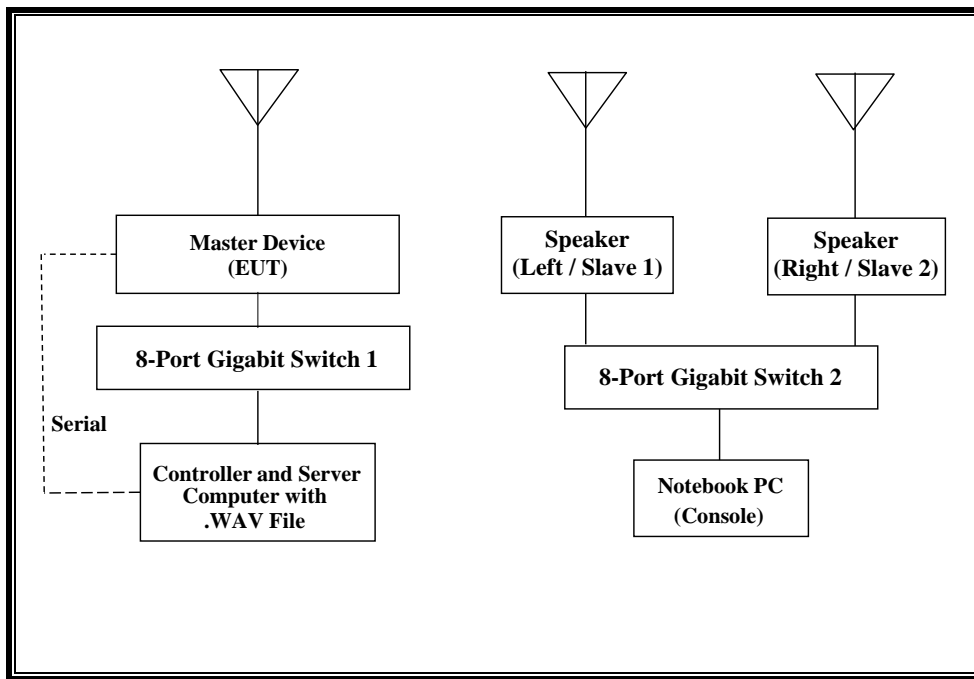 Master Device
(EUT)
8-Port Gigabit Switch 1
Serial
Controller and Server
Computer with
.WAV File
Speaker
(Left / Slave 1)
Speaker
(Right / Slave 2)
8-Port Gigabit Switch 2
Notebook PC
(Console)